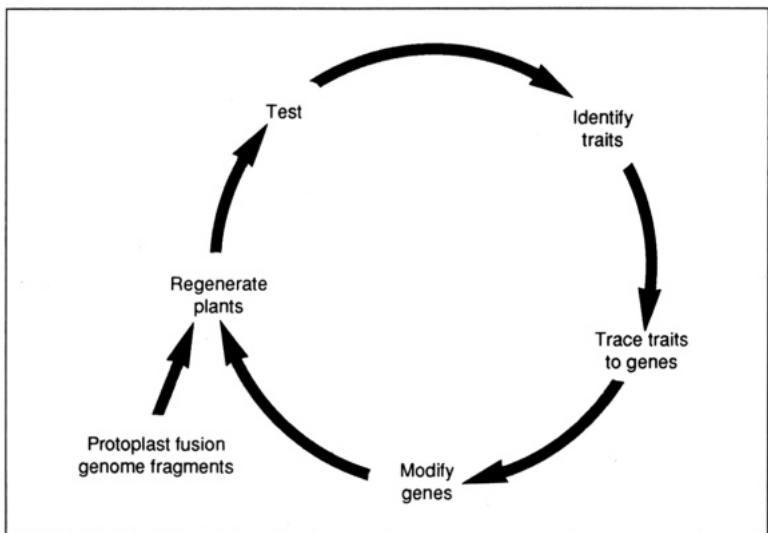 Test
Identify
traits
Regenerate
plants
Trace traits
to genes
Protoplast fusion
genome fragments
Modify
genes